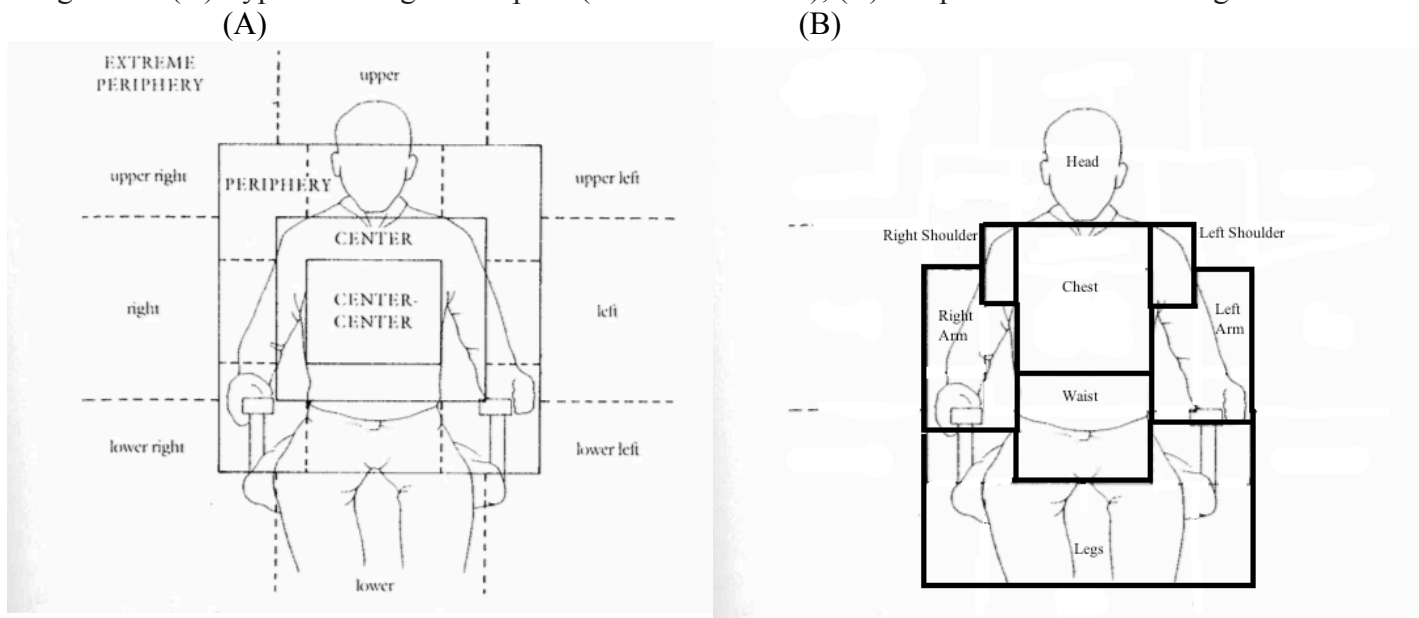 (A) (B)
EXTREME
PERIPHERY
upper
upper right
PERIPHERY
upper left
CENTER
right
CENTER-
CENTER
left
lower right
lower left
lower
Head
Right Shoulder
Left Shoulder
Chest
Right
Arm
Left
Arm
Waist
Legs